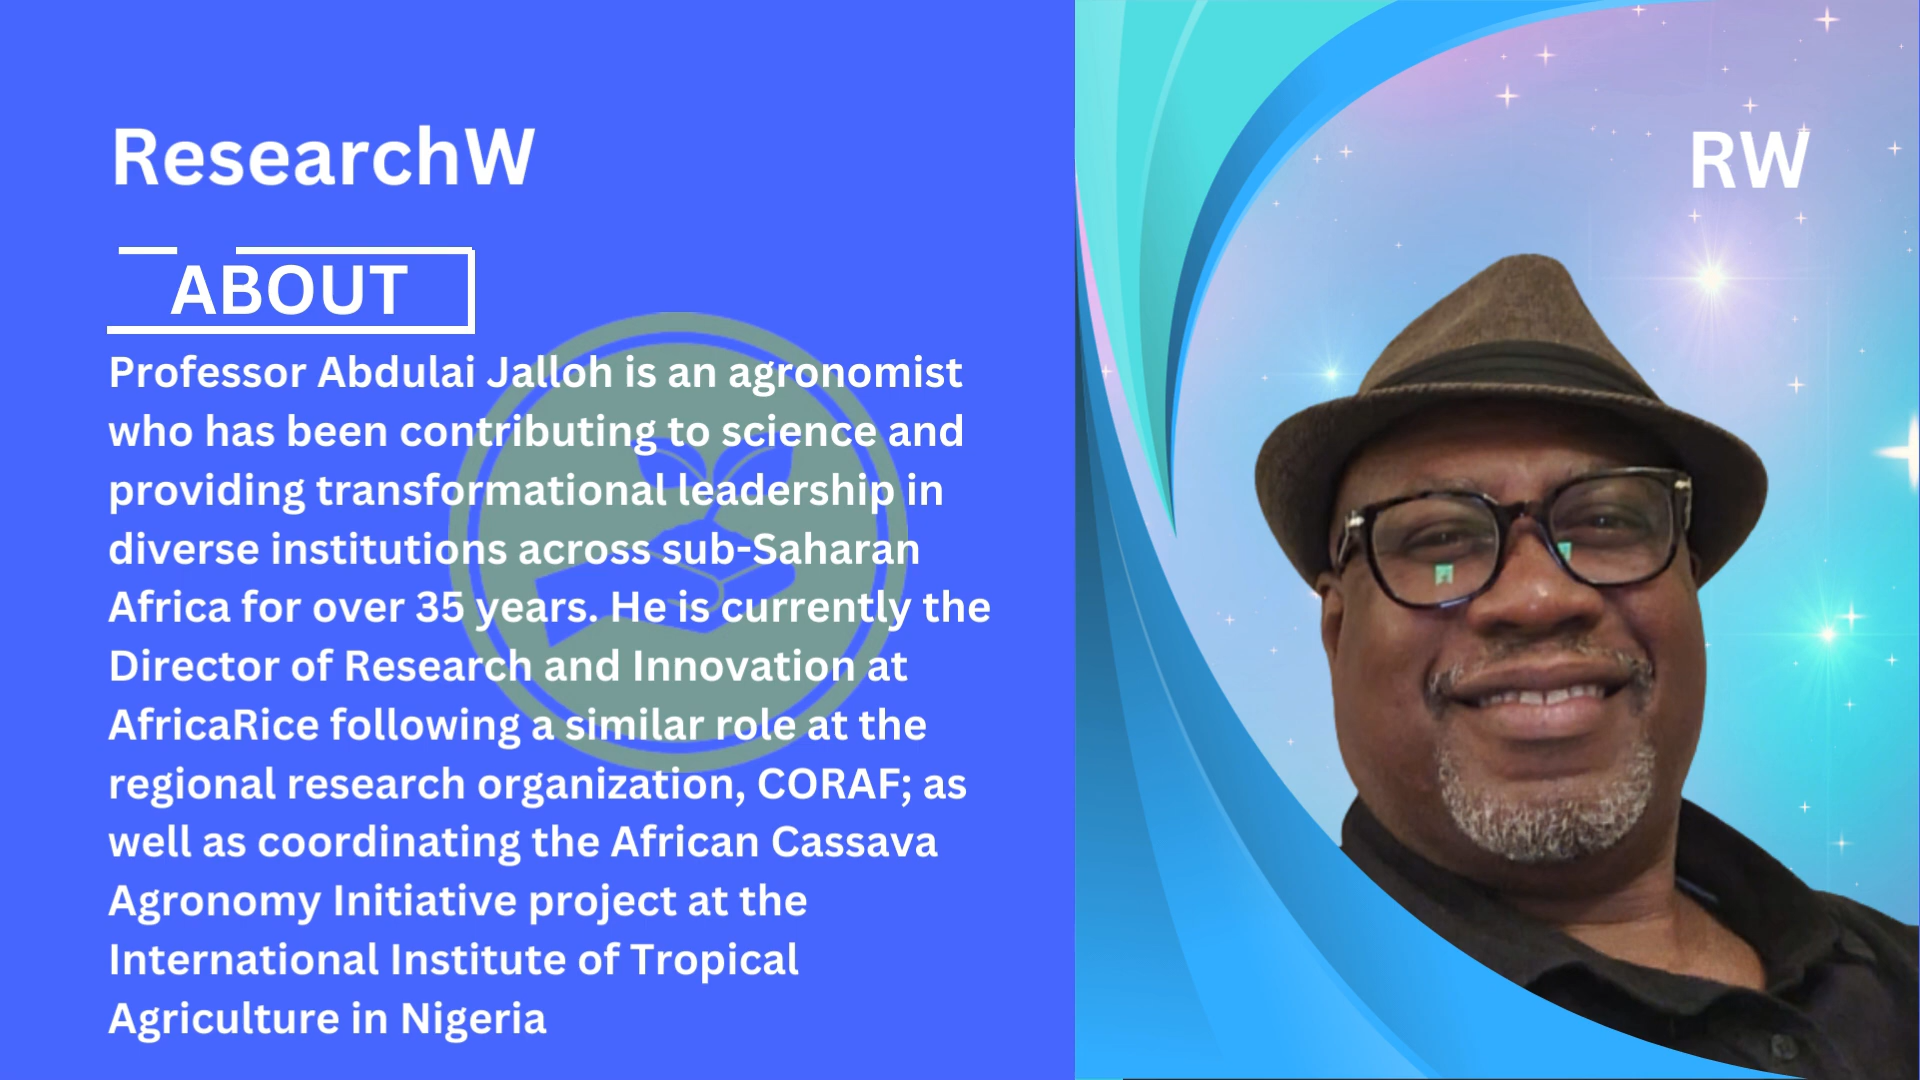 ResearchW
RW
ABOUT
Professor Abdulai Jalloh is an agronomist
who has been contributing to science and
providing transformational leadership in
diverse institutions across sub-Saharan
Africa for over 35 years. He is currently the
Director of Research and Innovation at
AfricaRice following a similar role at the
regional research organization, CORAF; as
well as coordinating the African Cassava
Agronomy Initiative project at the
International Institute of Tropical
Agriculture in Nigeria